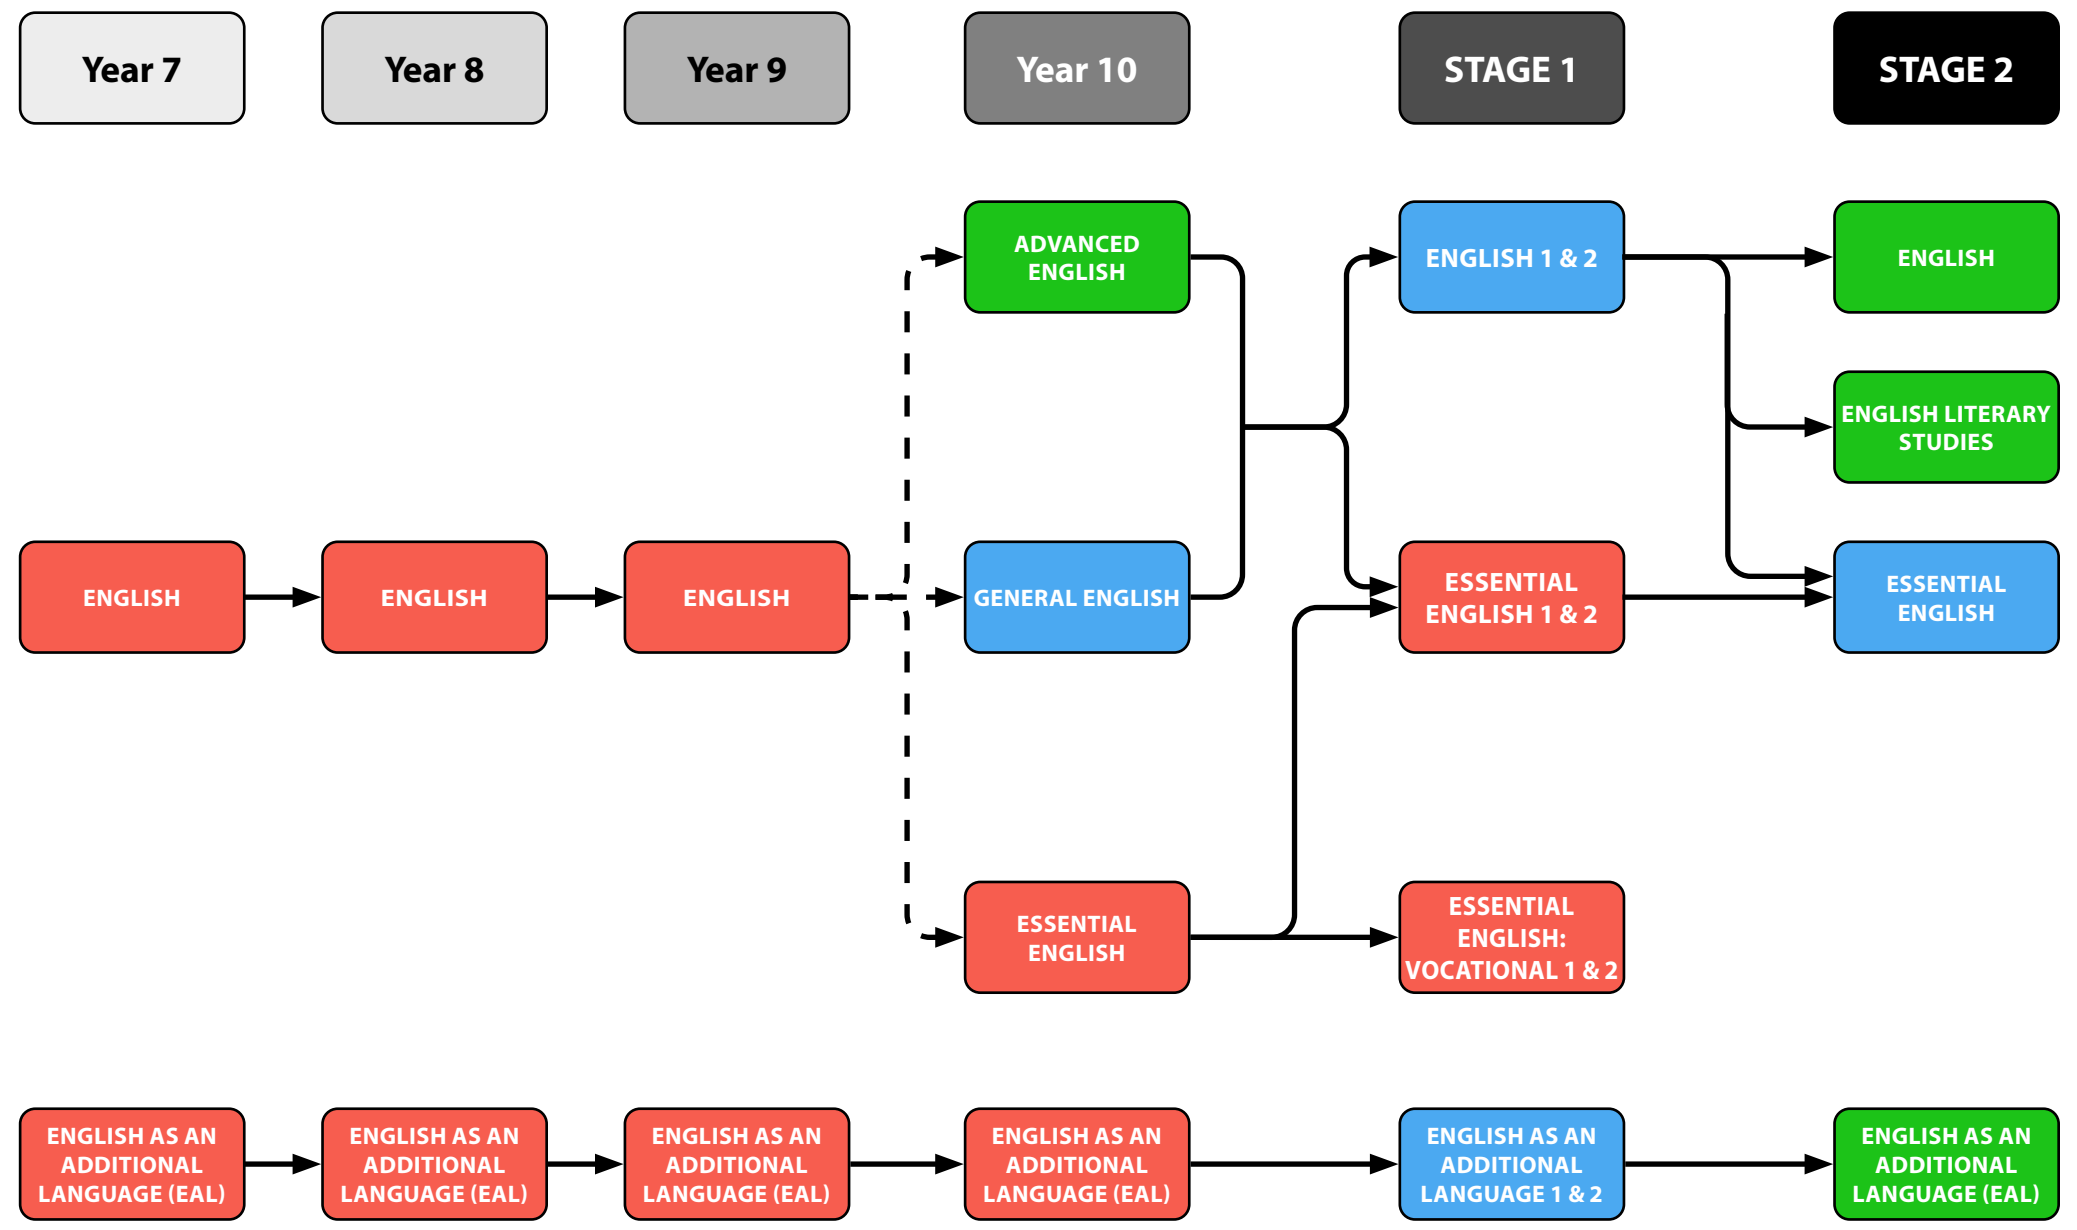 Year 7
Year 8
Year 9
Year 10
STAGE 1
STAGE 2
ADVANCED
ENGLISH
ENGLISH 1 & 2
ENGLISH
ENGLISH LITERARY
STUDIES
ENGLISH
ENGLISH
ENGLISH
GENERAL ENGLISH
ESSENTIAL
ENGLISH 1 & 2
ESSENTIAL
ENGLISH
ESSENTIAL
ENGLISH
ESSENTIAL
ENGLISH:
VOCATIONAL 1 & 2
ENGLISH AS AN
ADDITIONAL
LANGUAGE (EAL)
ENGLISH AS AN
ADDITIONAL
LANGUAGE (EAL)
ENGLISH AS AN
ADDITIONAL
LANGUAGE (EAL)
ENGLISH AS AN
ADDITIONAL
LANGUAGE (EAL)
ENGLISH AS AN
ADDITIONAL
LANGUAGE 1 & 2
ENGLISH AS AN
ADDITIONAL
LANGUAGE (EAL)